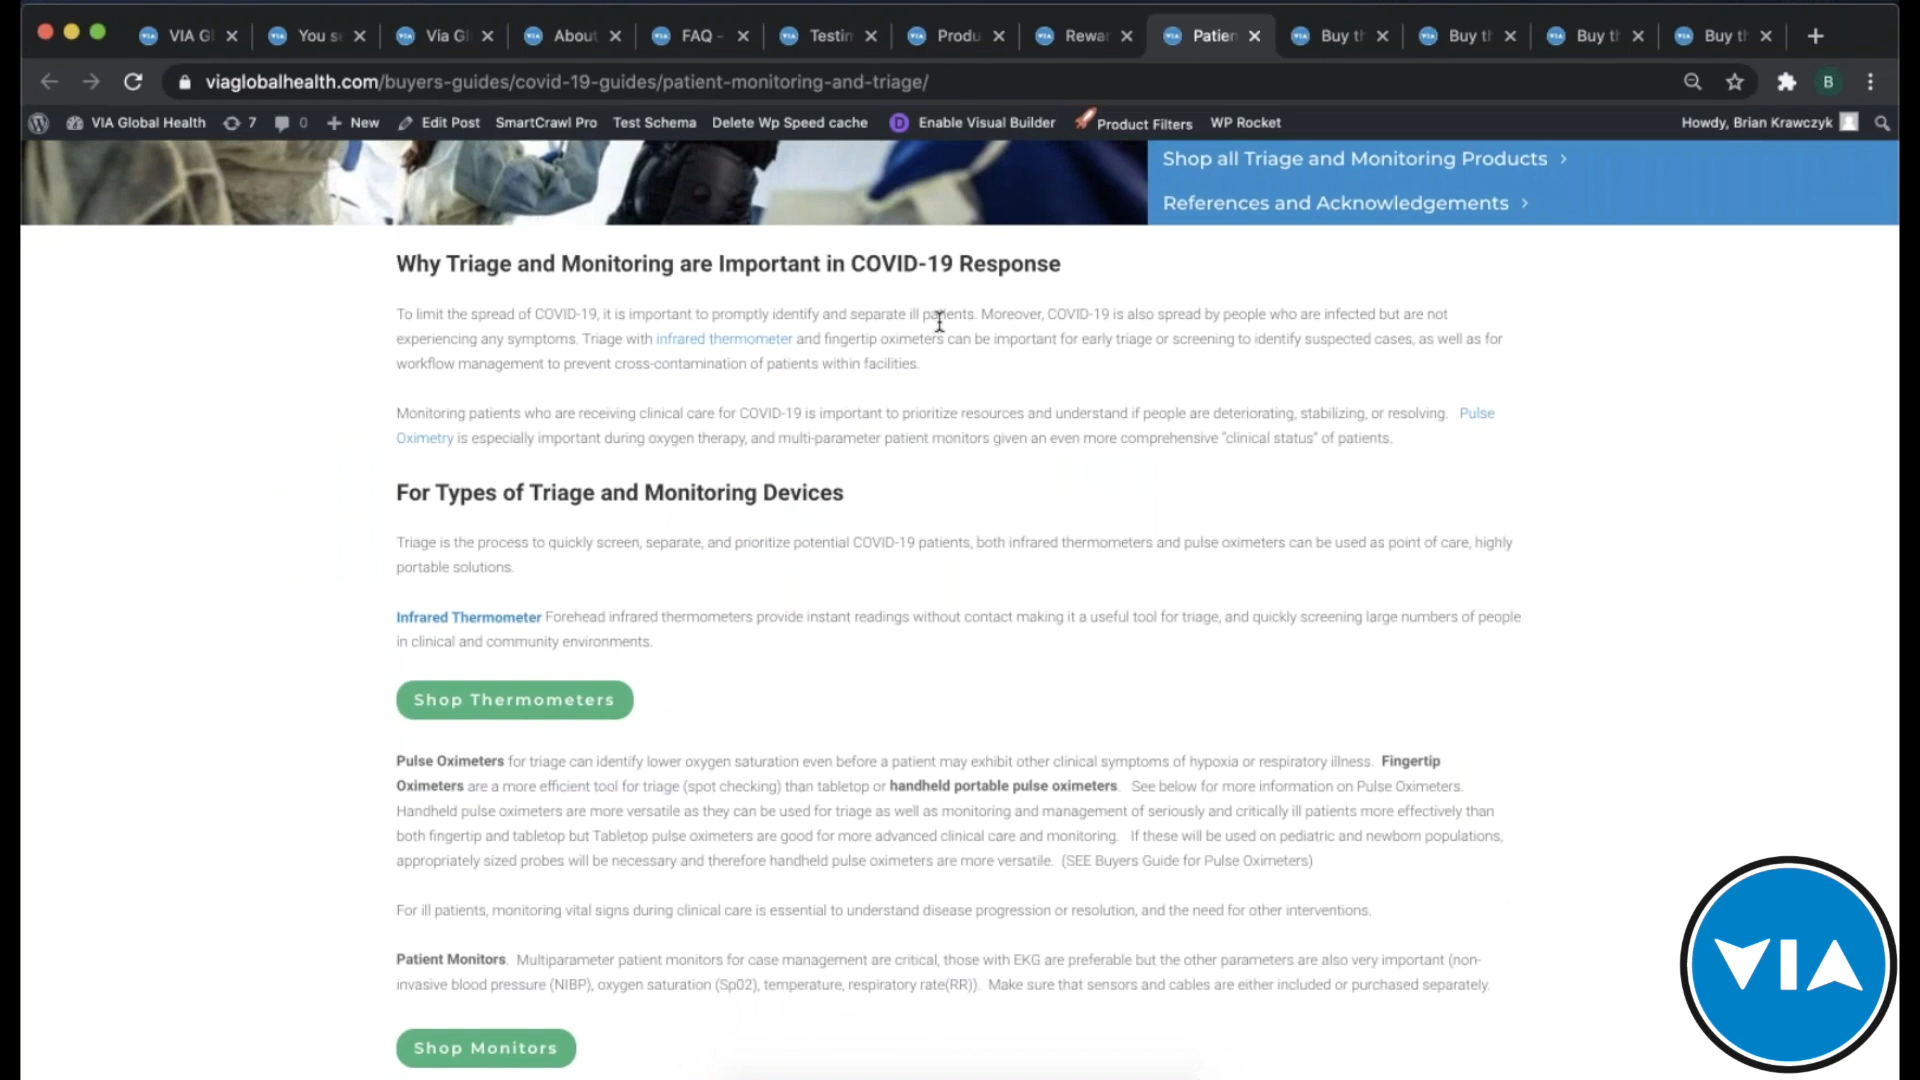 VIA Gl
You s
Via Gl
About
FAQ -
Testin
Produ
Rewar
Patien
Buy th
Buy th
Buy th
Buy th
viaglobalhealth.com/buyers-guides/covid-19-guides/patient-monitoring-and-triage/
B
VIA Global Health 7 0 New Edit Post SmartCrawl Pro Test Schema Delete Wp Speed cache D Enable Visual Builder Product Filters WP Rocket Howdy, Brian Krawczyk
Shop all Triage and Monitoring Products
References and Acknowledgements
Why Triage and Monitoring are Important in COVID-19 Response
To limit the spread of COVID-19, it is important to promptly identify and separate ill patients. Moreover, COVID-19 is also spread by people who are infected but are not
experiencing any symptoms. Triage with infrared thermometer and fingertip oximeters can be important for early triage or screening to identify suspected cases, as well as for
workflow management to prevent cross-contamination of patients within facilities.
Monitoring patients who are receiving clinical care for COVID-19 is important to prioritize resources and understand if people are deteriorating, stabilizing, or resolving. Pulse
Oximetry is especially important during oxygen therapy, and multi-parameter patient monitors given an even more comprehensive "clinical status" of patients.
For Types of Triage and Monitoring Devices
Triage is the process to quickly screen, separate, and prioritize potential COVID-19 patients, both infrared thermometers and pulse oximeters can be used as point of care, highly
portable solutions.
Infrared Thermometer Forehead infrared thermometers provide instant readings without contact making it a useful tool for triage, and quickly screening large numbers of people
in clinical and community environments.
Shop Thermometers
Pulse Oximeters for triage can identify lower oxygen saturation even before a patient may exhibit other clinical symptoms of hypoxia or respiratory illness. Fingertip
Oximeters are a more efficient tool for triage (spot checking) than tabletop or handheld portable pulse oximeters. See below for more information on Pulse Oximeters.
Handheld pulse oximeters are more versatile as they can be used for triage as well as monitoring and management of seriously and critically ill patients more effectively than
both fingertip and tabletop but Tabletop pulse oximeters are good for more advanced clinical care and monitoring. If these will be used on pediatric and newborn populations,
appropriately sized probes will be necessary and therefore handheld pulse oximeters are more versatile. (SEE Buyers Guide for Pulse Oximeters)
For ill patients, monitoring vital signs during clinical care is essential to understand disease progression or resolution, and the need for other interventions.
Patient Monitors. Multiparameter patient monitors for case management are critical, those with EKG are preferable but the other parameters are also very important (non-
invasive blood pressure (NIBP), oxygen saturation (Sp02), temperature, respiratory rate(RR)). Make sure that sensors and cables are either included or purchased separately.
Shop Monitors
VIA